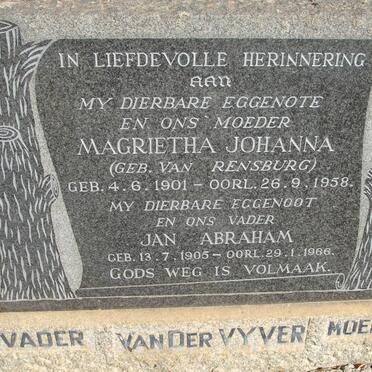 IN LIEFDEVOLLE HERINNERING
aan
MY DIERBARE EGGENOTE
EN ONS MOEDER
MAGRIETHA JOHANNA
(GEB. VAN RENSBURG)
GEB. 4.6.1901 - OORL. 26.9.1958.
MY DIERBARE EGGENOOT
EN ONS VADER
JAN ABRAHAM
GEB. 13.7.1905 - OORL. 29.1.1966.
GODS WEG IS VOLMAAK.
VADER VAN DER VYVER MOE